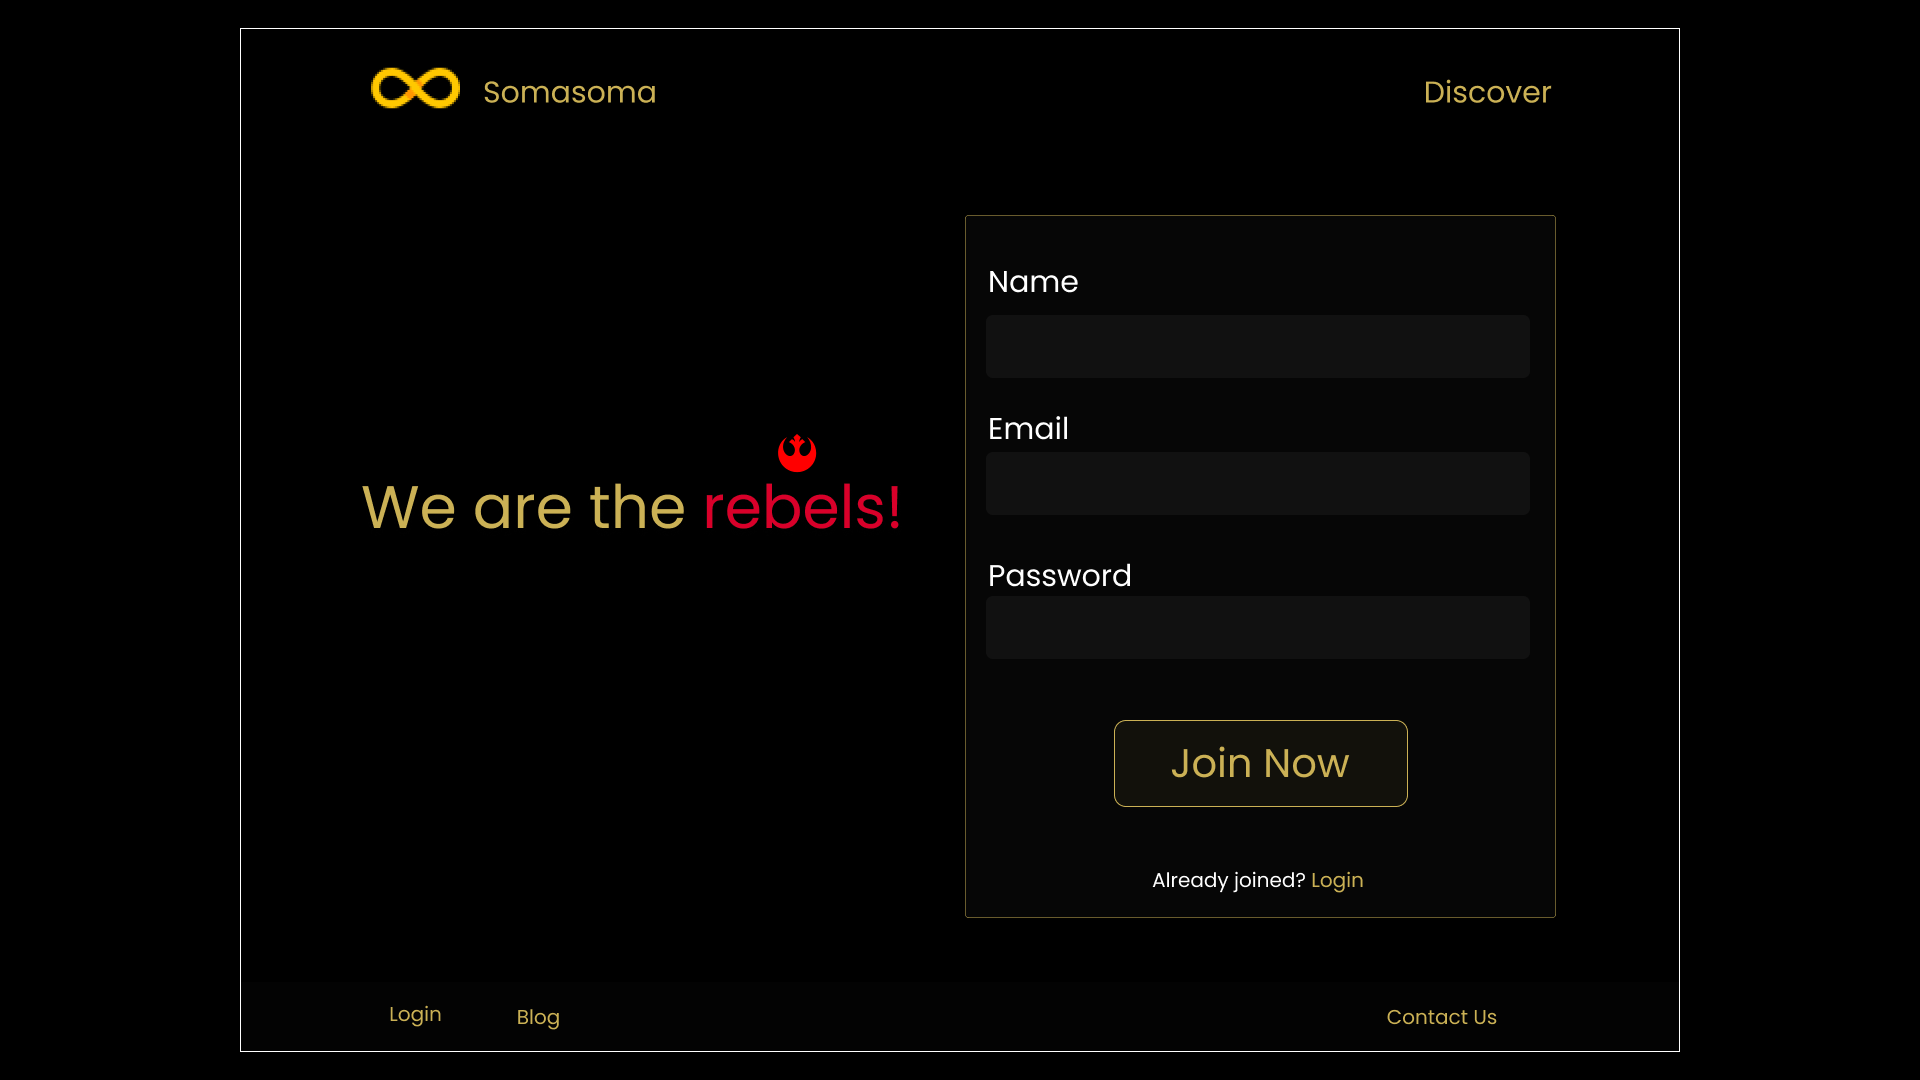 Somasoma
Discover
We are the rebels!
Name
Email
Password
Join Now
Already joined? Login
Login
Blog
Contact Us